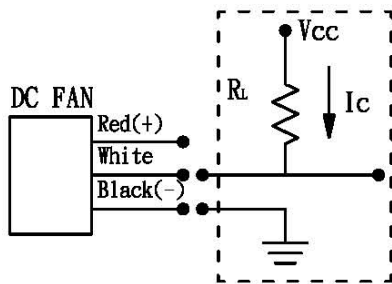 Vcc
DC FAN
RL
Ic
Red(+)
White
Black(-)